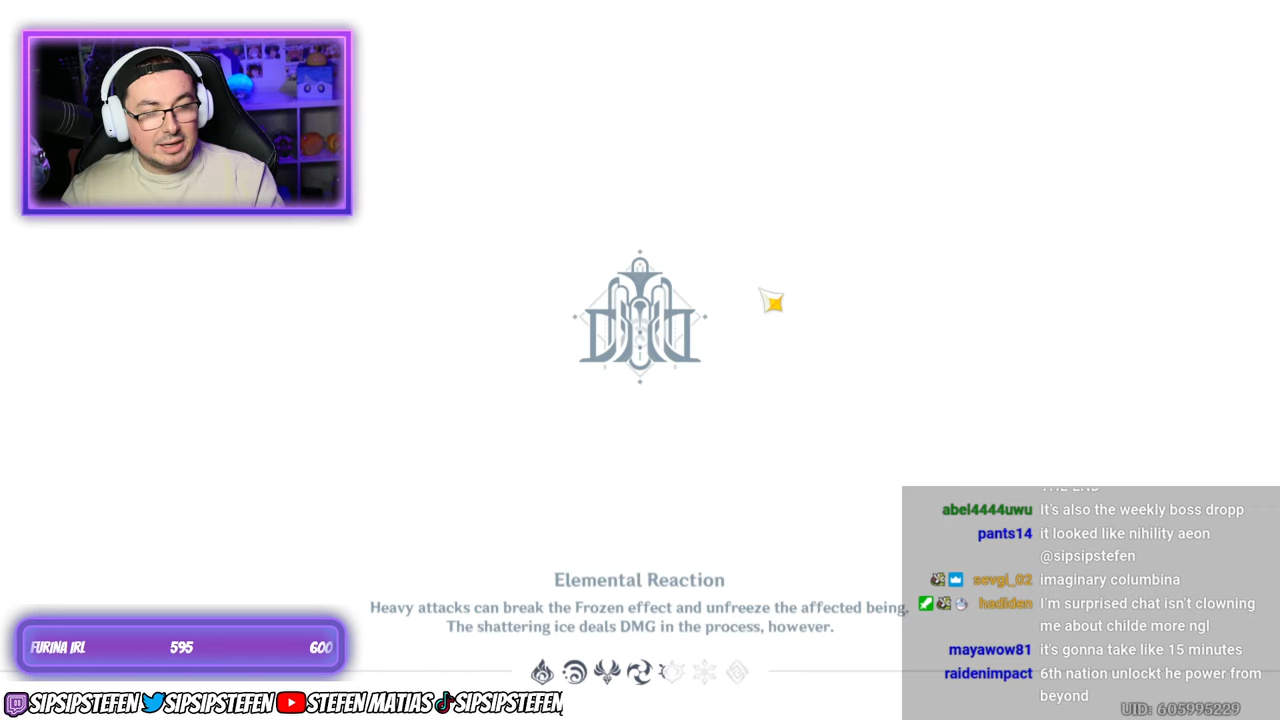 Elemental Reaction
Heavy attacks can break the Frozen effect and unfreeze the affected being.
The shattering ice deals DMG in the process, however.
abel4444uwu It's also the weekly boss dropp
pants14 it looked like nihility aeon
@sipsipstefen
sevgl_02 imaginary columbina
hadliden I'm surprised chat isn't clowning
me about childe more ngl
mayawow81 it's gonna take like 15 minutes
raidenimpact 6th nation unlockt he power from
beyond
UID: 605995229
FURINA IRL 595 600
SIPSIPSTEFEN SIPSIPSTEFEN STEFEN MATIAS SIPSIPSTEFEN